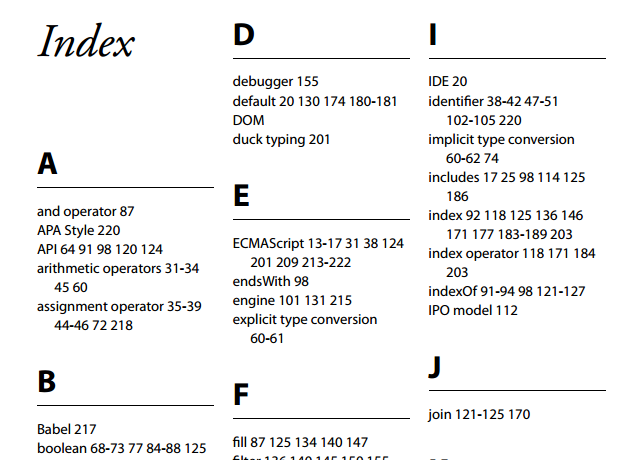 Index
A
and operator 87
APA Style 220
API 64 91 98 120 124
arithmetic operators 31-34
45 60
assignment operator 35-39
44-46 72 218
B
Babel 217
boolean 68-73 77 84-88 125
D
debugger 155
default 20 130 174 180-181
DOM
duck typing 201
E
ECMAScript 13-17 31 38 124
201 209 213-222
endsWith 98
engine 101 131 215
explicit type conversion
60-61
F
fill 87 125 134 140 147
filter 136 140 145 150 155
I
IDE 20
identifier 38-42 47-51
102-105 220
implicit type conversion
60-62 74
includes 17 25 98 114 125
186
index 92 118 125 136 146
171 177 183-189 203
index operator 118 171 184
203
indexOf 91-94 98 121-127
IPO model 112
J
join 121-125 170